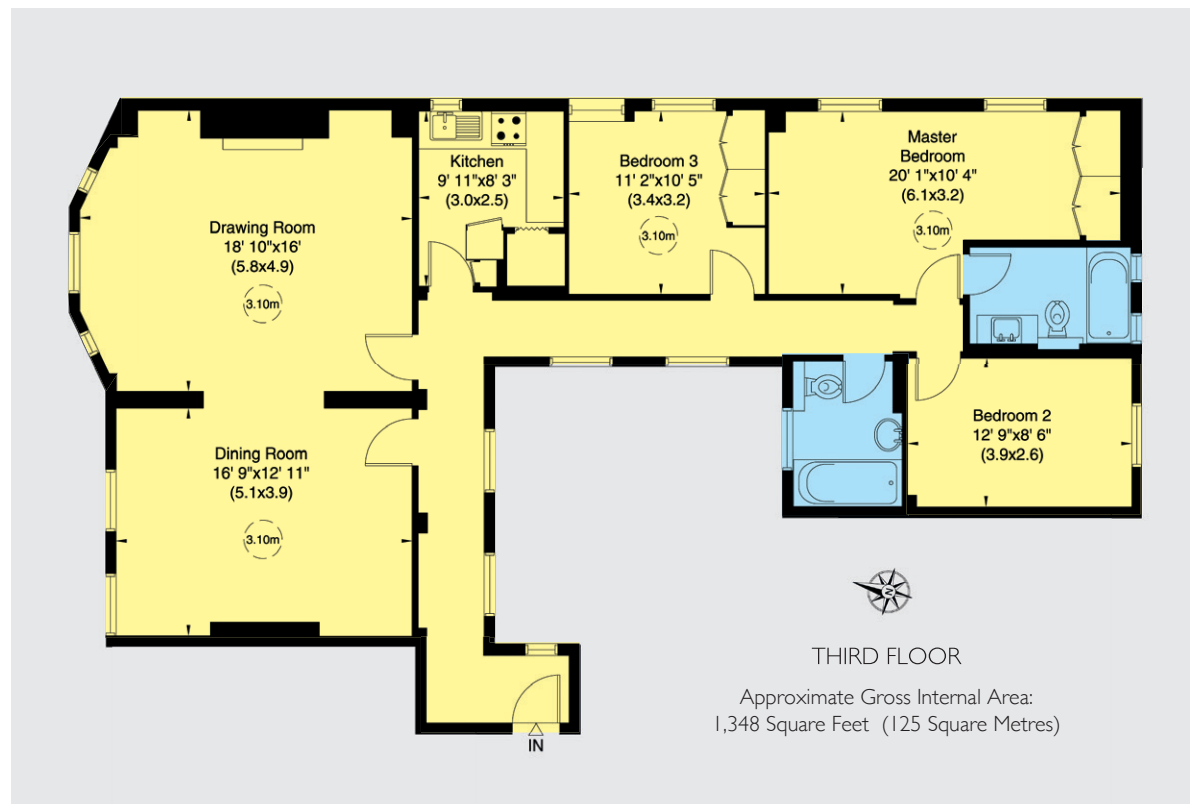 Drawing Room
18' 10"x16'
(5.8x4.9)
3.10m
Kitchen
9' 11"x8' 3"
(3.0x2.5)
Bedroom 3
11' 2"x10' 5"
(3.4x3.2)
3.10m
Master
Bedroom
20' 1"x10' 4"
(6.1x3.2)
3.10m
Dining Room
16' 9"x12' 11"
(5.1x3.9)
3.10m
Bedroom 2
12' 9"x8' 6"
(3.9x2.6)
N
THIRD FLOOR
Approximate Gross Internal Area:
1,348 Square Feet (125 Square Metres)
IN